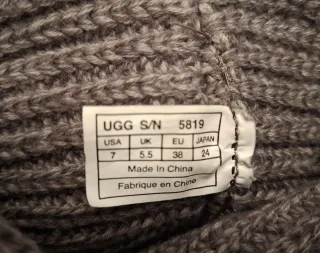 UGG S/N 5819
USA UK EU JAPAN
7 5.5 38 24
Made In China
Fabrique en Chine